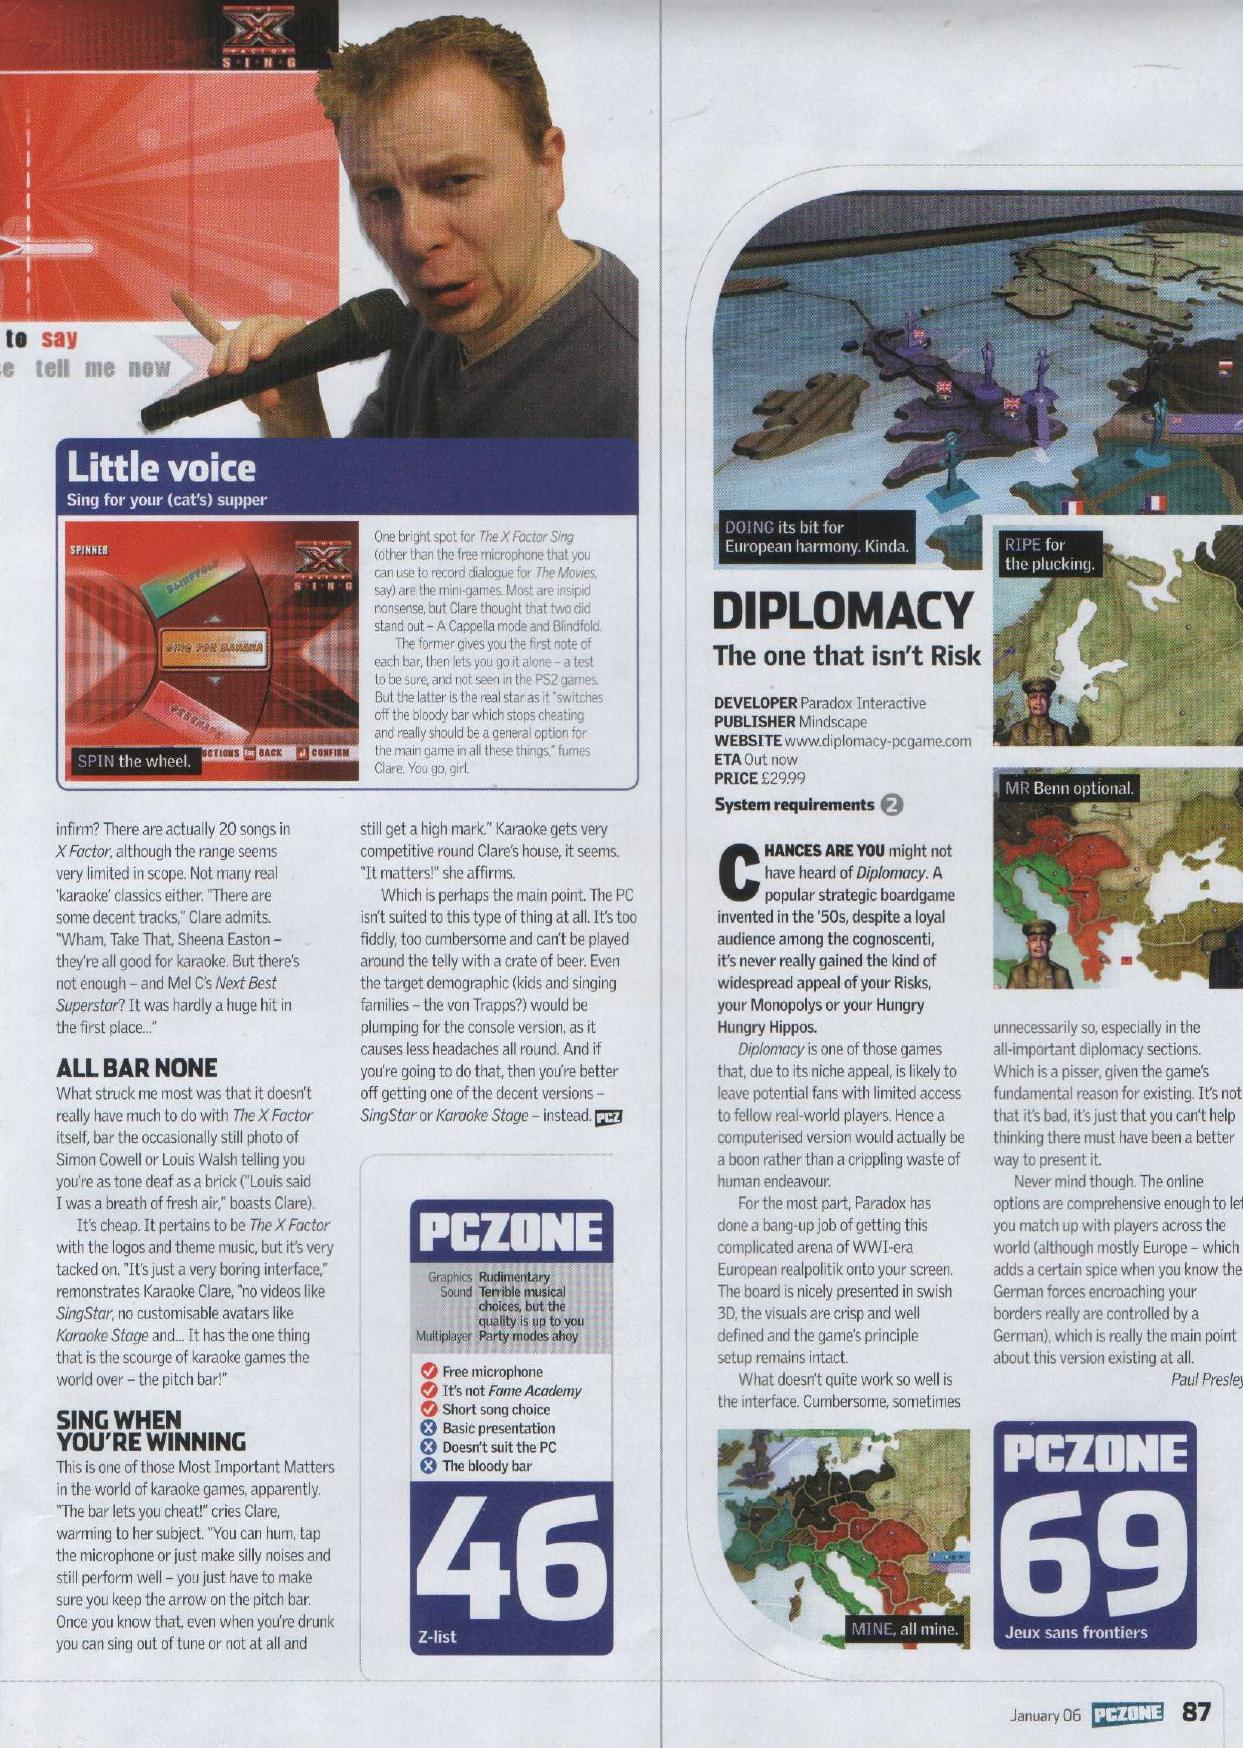 X
FACTOR
S·I·N·G
to say
e tell me now
Little voice
Sing for your (cat's) supper
SPINNER
BLINDFOLD
SING FOR BANANA
X
FACTOR
S·I·N·G
UCTIONS BACK CONFIRM
SPIN the wheel.
One bright spot for The X Factor Sing
(other than the free microphone that you
can use to record dialogue for The Movies,
say) are the mini-games. Most are insipid
nonsense, but Clare thought that two did
stand out – A Cappella mode and Blindfold.
The former gives you the first note of
each bar, then lets you go it alone – a test
to be sure, and not seen in the PS2 games.
But the latter is the real star as it "switches
off the bloody bar which stops cheating
and really should be a general option for
the main game in all these things," fumes
Clare. You go, girl.
infirm? There are actually 20 songs in
X Factor, although the range seems
very limited in scope. Not many real
'karaoke' classics either. "There are
some decent tracks," Clare admits.
"Wham, Take That, Sheena Easton –
they're all good for karaoke. But there's
not enough – and Mel C's Next Best
Superstar? It was hardly a huge hit in
the first place..."
ALL BAR NONE
What struck me most was that it doesn't
really have much to do with The X Factor
itself, bar the occasionally still photo of
Simon Cowell or Louis Walsh telling you
you're as tone deaf as a brick ("Louis said
I was a breath of fresh air," boasts Clare).
It's cheap. It pertains to be The X Factor
with the logos and theme music, but it's very
tacked on. "It's just a very boring interface,"
remonstrates Karaoke Clare, "no videos like
SingStar, no customisable avatars like
Karaoke Stage and... It has the one thing
that is the scourge of karaoke games the
world over – the pitch bar!"
SING WHEN
YOU'RE WINNING
This is one of those Most Important Matters
in the world of karaoke games, apparently.
"The bar lets you cheat!" cries Clare,
warming to her subject. "You can hum, tap
the microphone or just make silly noises and
still perform well – you just have to make
sure you keep the arrow on the pitch bar.
Once you know that, even when you're drunk
you can sing out of tune or not at all and
still get a high mark." Karaoke gets very
competitive round Clare's house, it seems.
"It matters!" she affirms.
Which is perhaps the main point. The PC
isn't suited to this type of thing at all. It's too
fiddly, too cumbersome and can't be played
around the telly with a crate of beer. Even
the target demographic (kids and singing
families – the von Trapps?) would be
plumping for the console version, as it
causes less headaches all round. And if
you're going to do that, then you're better
off getting one of the decent versions –
SingStar or Karaoke Stage – instead. PCZ
PCZONE
Graphics Rudimentary
Sound Terrible musical
choices, but the
quality is up to you
Multiplayer Party modes ahoy
Free microphone
It's not Fame Academy
Short song choice
Basic presentation
Doesn't suit the PC
The bloody bar
46
Z-list
DOING its bit for
European harmony. Kinda.
RIPE for
the plucking.
MR Benn optional.
DIPLOMACY
The one that isn't Risk
DEVELOPER Paradox Interactive
PUBLISHER Mindscape
WEBSITE www.diplomacy-pcgame.com
ETA Out now
PRICE £29.99
System requirements 2
CHANCES ARE YOU might not
have heard of Diplomacy. A
popular strategic boardgame
invented in the '50s, despite a loyal
audience among the cognoscenti,
it's never really gained the kind of
widespread appeal of your Risks,
your Monopolys or your Hungry
Hungry Hippos.
Diplomacy is one of those games
that, due to its niche appeal, is likely to
leave potential fans with limited access
to fellow real-world players. Hence a
computerised version would actually be
a boon rather than a crippling waste of
human endeavour.
For the most part, Paradox has
done a bang-up job of getting this
complicated arena of WWI-era
European realpolitik onto your screen.
The board is nicely presented in swish
3D, the visuals are crisp and well
defined and the game's principle
setup remains intact.
What doesn't quite work so well is
the interface. Cumbersome, sometimes
unnecessarily so, especially in the
all-important diplomacy sections.
Which is a pisser, given the game's
fundamental reason for existing. It's not
that it's bad, it's just that you can't help
thinking there must have been a better
way to present it.
Never mind though. The online
options are comprehensive enough to let
you match up with players across the
world (although mostly Europe – which
adds a certain spice when you know the
German forces encroaching your
borders really are controlled by a
German), which is really the main point
about this version existing at all.
Paul Presley
MINE, all mine.
PCZONE
69
Jeux sans frontiers
January 06 PCZONE 87